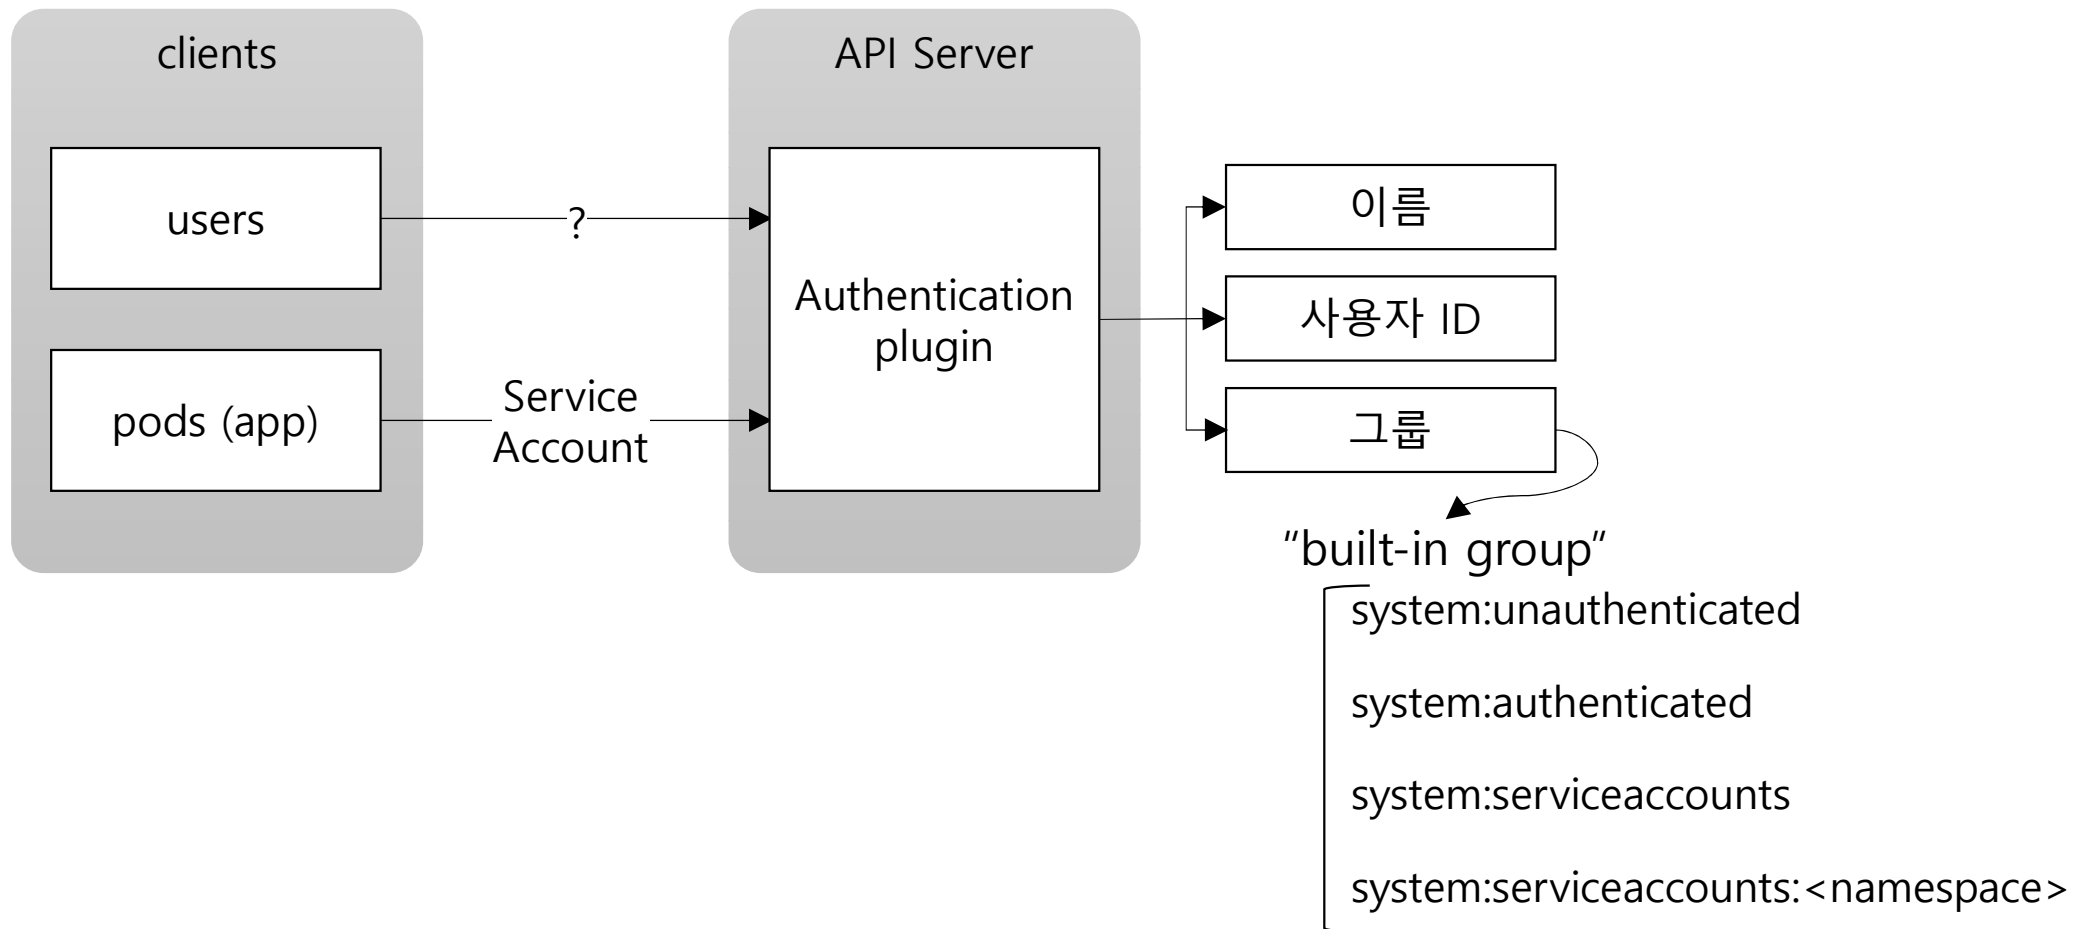 clients
users
pods (app)
?
Service
Account
API Server
Authentication
plugin
이름
사용자 ID
그룹
"built-in group"
system:unauthenticated
system:authenticated
system:serviceaccounts
system:serviceaccounts:<namespace>